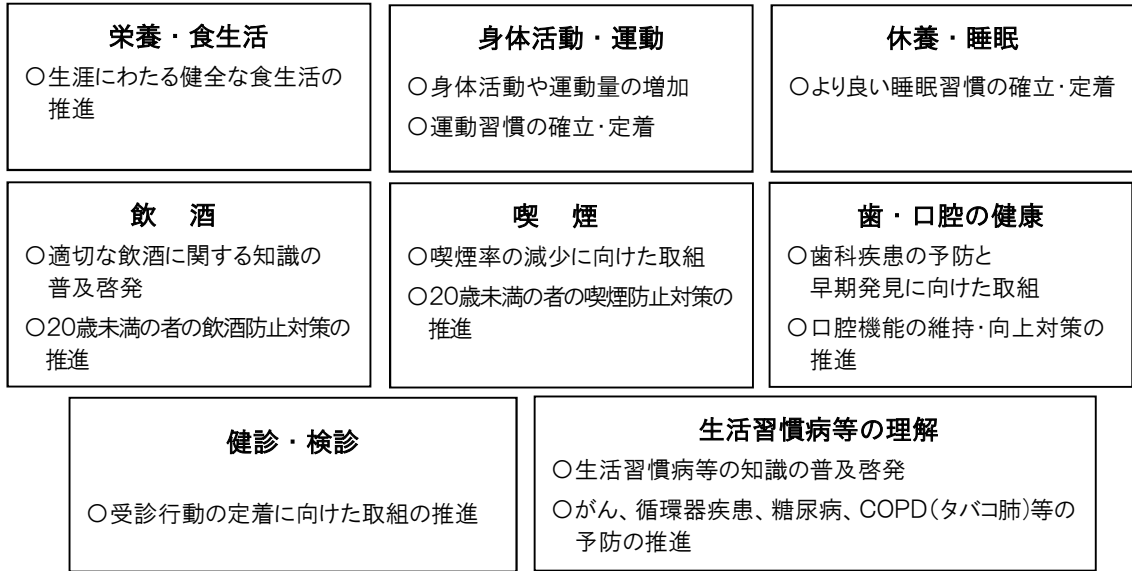 栄養・食生活
○生涯にわたる健全な食生活の
推進
身体活動・運動
○身体活動や運動量の増加
○運動習慣の確立・定着
休養・睡眠
○より良い睡眠習慣の確立・定着
飲　酒
○適切な飲酒に関する知識の
普及啓発
○20歳未満の者の飲酒防止対策の
推進
喫　煙
○喫煙率の減少に向けた取組
○20歳未満の者の喫煙防止対策の
推進
歯・口腔の健康
○歯科疾患の予防と
早期発見に向けた取組
○口腔機能の維持・向上対策の
推進
健診・検診
○受診行動の定着に向けた取組の推進
生活習慣病等の理解
○生活習慣病等の知識の普及啓発
○がん、循環器疾患、糖尿病、COPD（タバコ肺）等の
予防の推進